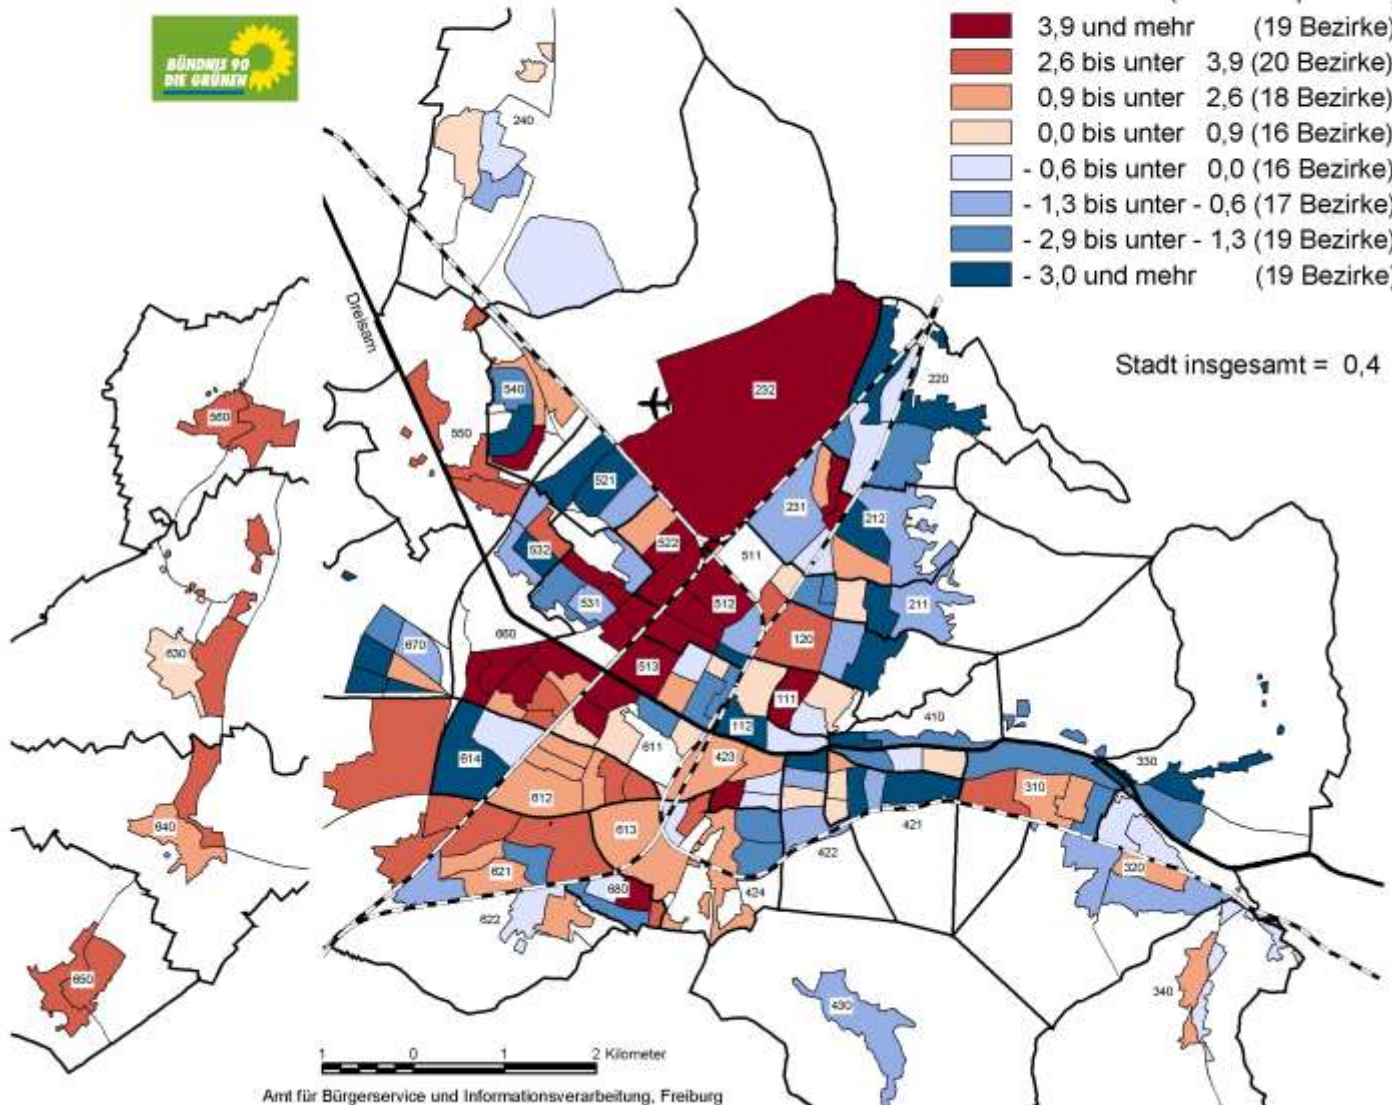 BÜNDNIS 90
DIE GRÜNEN
3,9 und mehr (19 Bezirke)
2,6 bis unter 3,9 (20 Bezirke)
0,9 bis unter 2,6 (18 Bezirke)
0,0 bis unter 0,9 (16 Bezirke)
- 0,6 bis unter 0,0 (16 Bezirke)
- 1,3 bis unter - 0,6 (17 Bezirke)
- 2,9 bis unter - 1,3 (19 Bezirke)
- 3,0 und mehr (19 Bezirke)
Stadt insgesamt = 0,4
Dreisam
240
232
220
540
550
560
521
231
212
532
522
511
531
512
211
120
660
670
630
513
111
410
112
611
423
614
330
612
310
640
613
421
422
621
320
680
424
622
650
340
430
1 0 1 2 Kilometer
Amt für Bürgerservice und Informationsverarbeitung, Freiburg